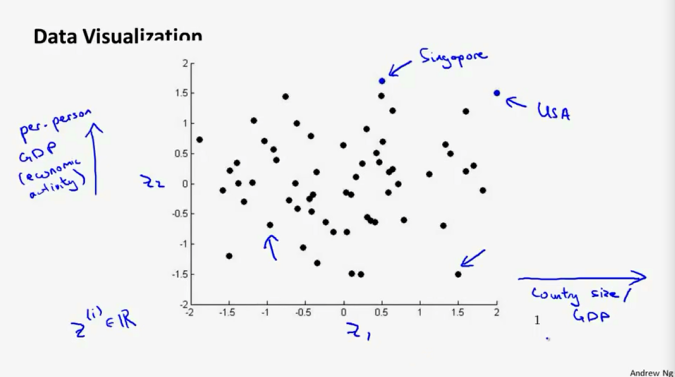 Data Visualization
Singapore
USA
per-person
GDP
(economic
activity)
z₂
2
1.5
1
0.5
0
-0.5
-1
-1.5
-2
-2 -1.5 -1 -0.5 0 0.5 1 1.5 2
z₁
z⁽ⁱ⁾ ∈ ℝ
Country size/
GDP
1
Andrew Ng